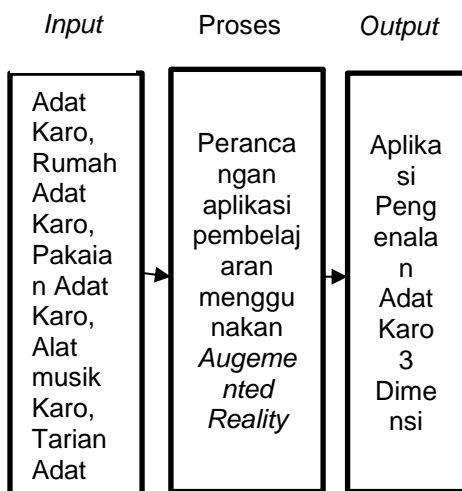 Input Proses Output
Adat
Karo,
Rumah
Adat
Karo,
Pakaia
n Adat
Karo,
Alat
musik
Karo,
Tarian
Adat
Peranca
ngan
aplikasi
pembelaj
aran
menggu
nakan
Augeme
nted
Reality
Aplika
si
Peng
enala
n
Adat
Karo
3
Dime
nsi